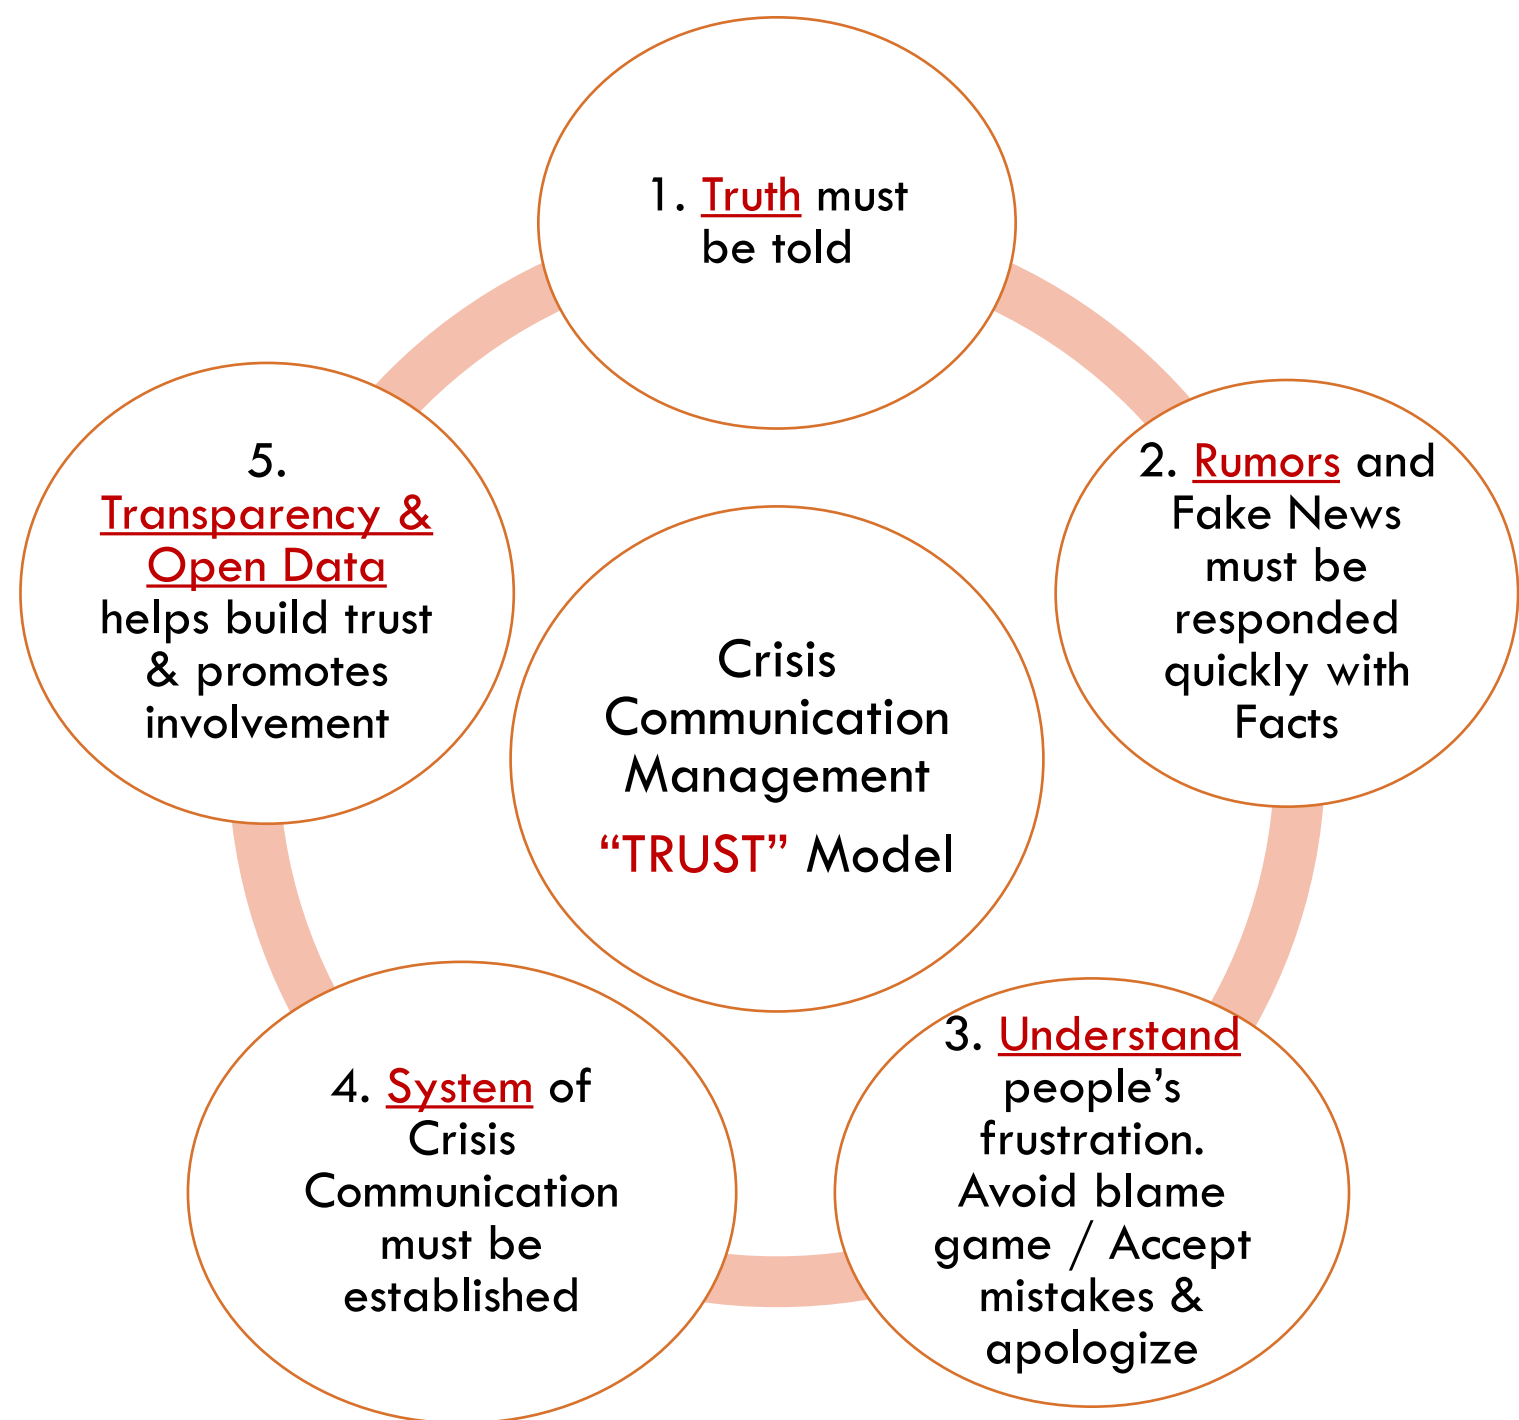 1. Truth must
be told
2. Rumors and
Fake News
must be
responded
quickly with
Facts
3. Understand
people’s
frustration.
Avoid blame
game / Accept
mistakes &
apologize
4. System of
Crisis
Communication
must be
established
5.
Transparency &
Open Data
helps build trust
& promotes
involvement
Crisis
Communication
Management
“TRUST” Model